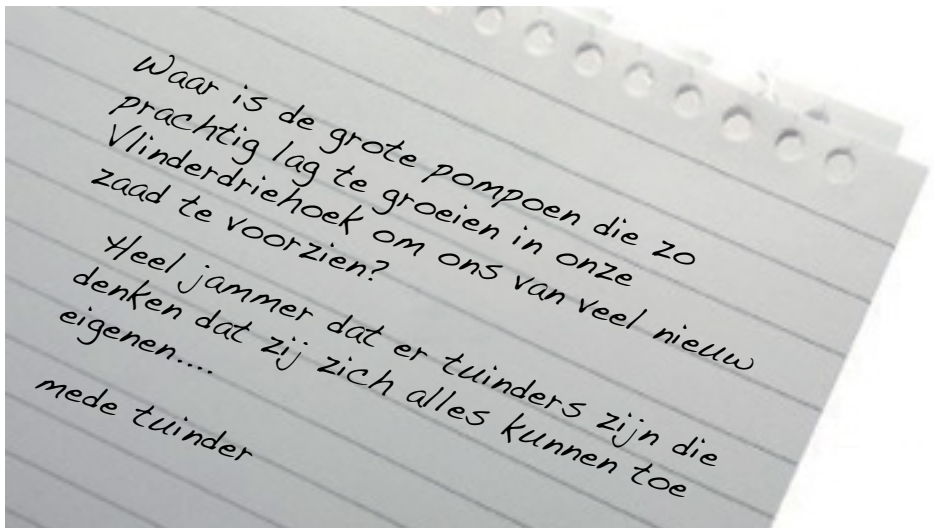 Waar is de grote pompoen die zo
prachtig lag te groeien in onze
Vlinderdriehoek om ons van veel nieuw
zaad te voorzien?
Heel jammer dat er tuinders zijn die
denken dat zij zich alles kunnen toe
eigenen....
mede tuinder